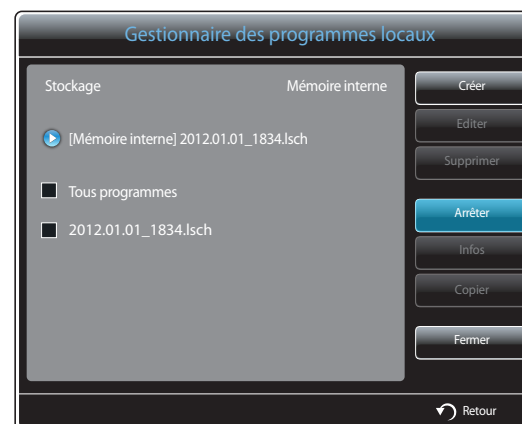 Gestionnaire des programmes locaux
Stockage Mémoire interne
[Mémoire interne] 2012.01.01_1834.lsch
Tous programmes
2012.01.01_1834.lsch
Créer
Editer
Supprimer
Arrêter
Infos
Copier
Fermer
Retour